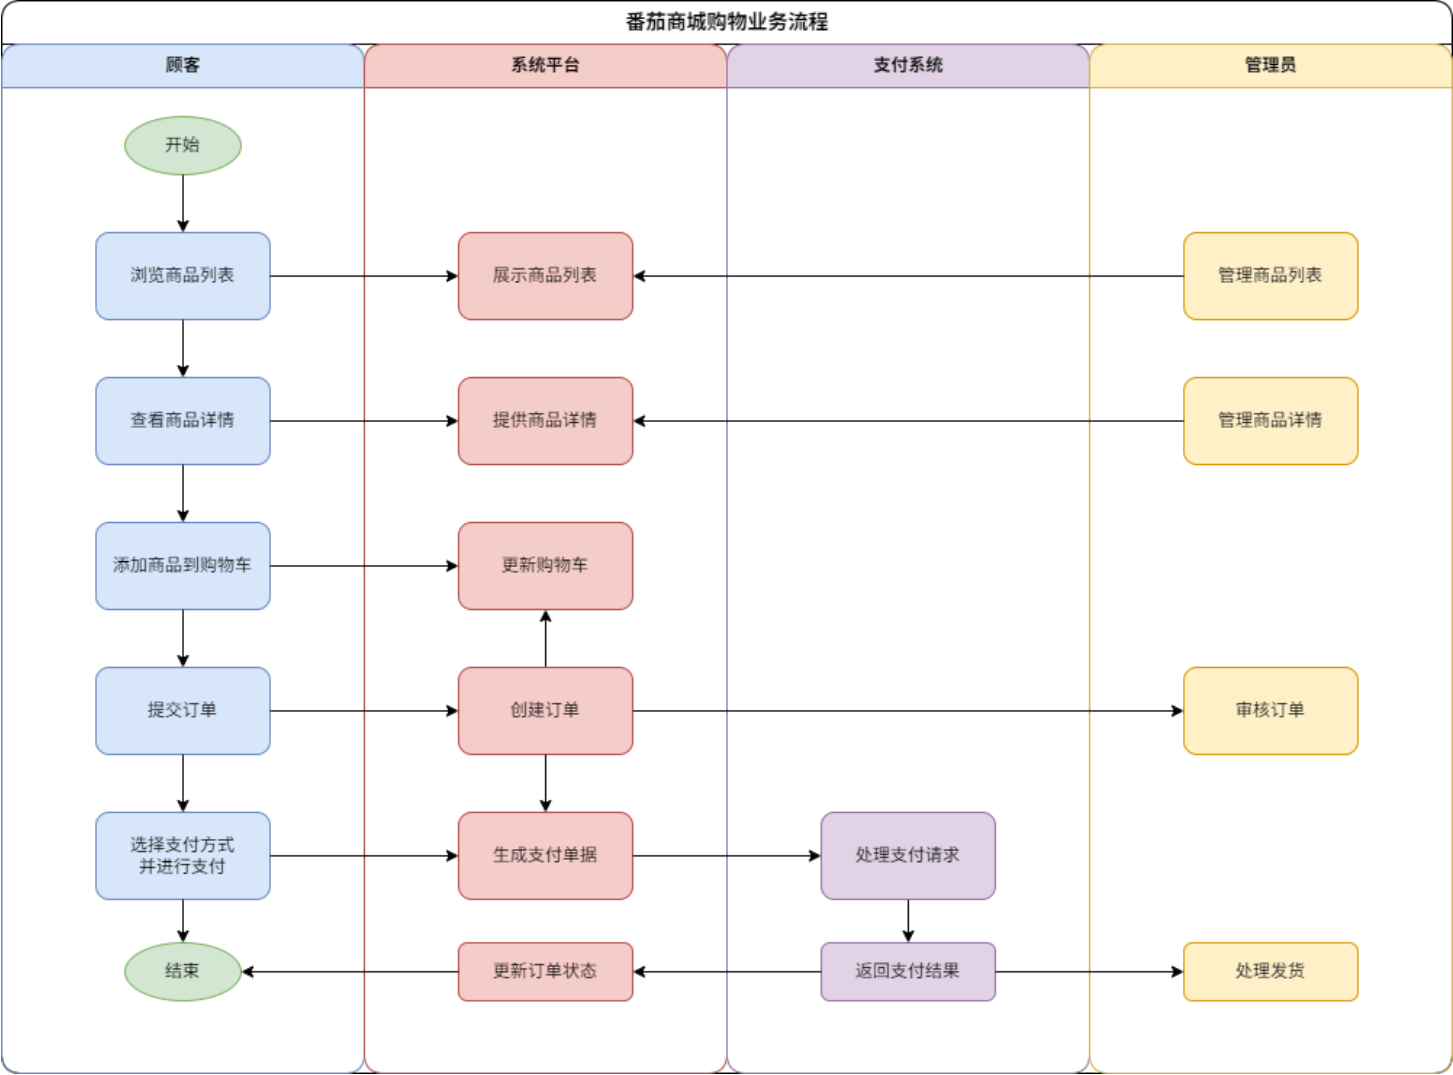 番茄商城购物业务流程
顾客
系统平台
支付系统
管理员
开始
浏览商品列表
展示商品列表
管理商品列表
查看商品详情
提供商品详情
管理商品详情
添加商品到购物车
更新购物车
提交订单
创建订单
审核订单
选择支付方式
并进行支付
生成支付单据
处理支付请求
结束
更新订单状态
返回支付结果
处理发货